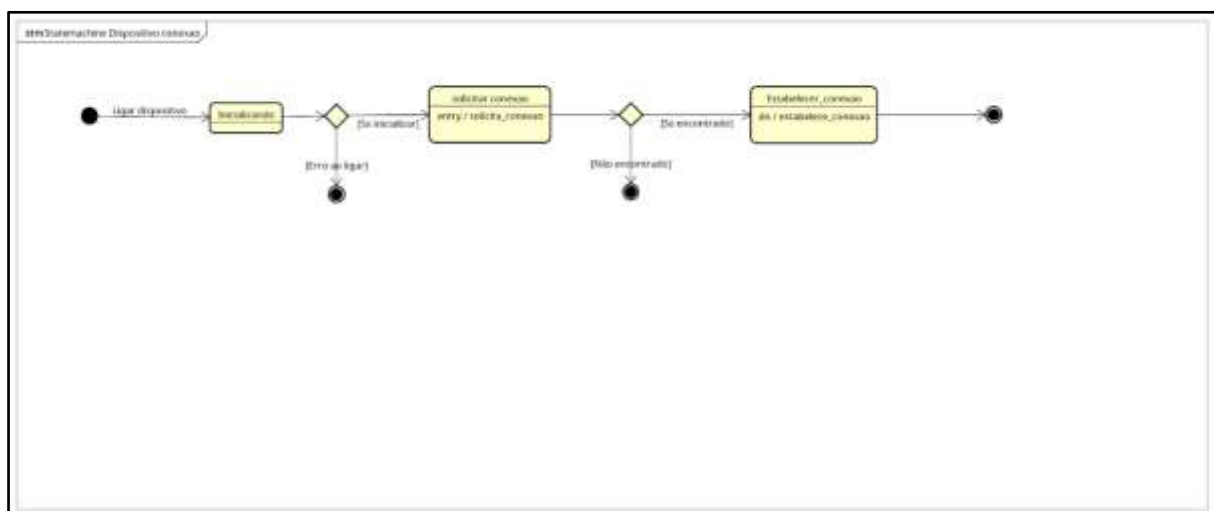 stm Statemachine Dispositivo conexao
Ligar dispositivo
Inicializando
[Se inicializar]
[Erro ao ligar]
solicitar conexao
entry / solicita_conexao
[Se encontrado]
[Não encontrado]
Estabelecer_conexao
do / estabelece_conexao